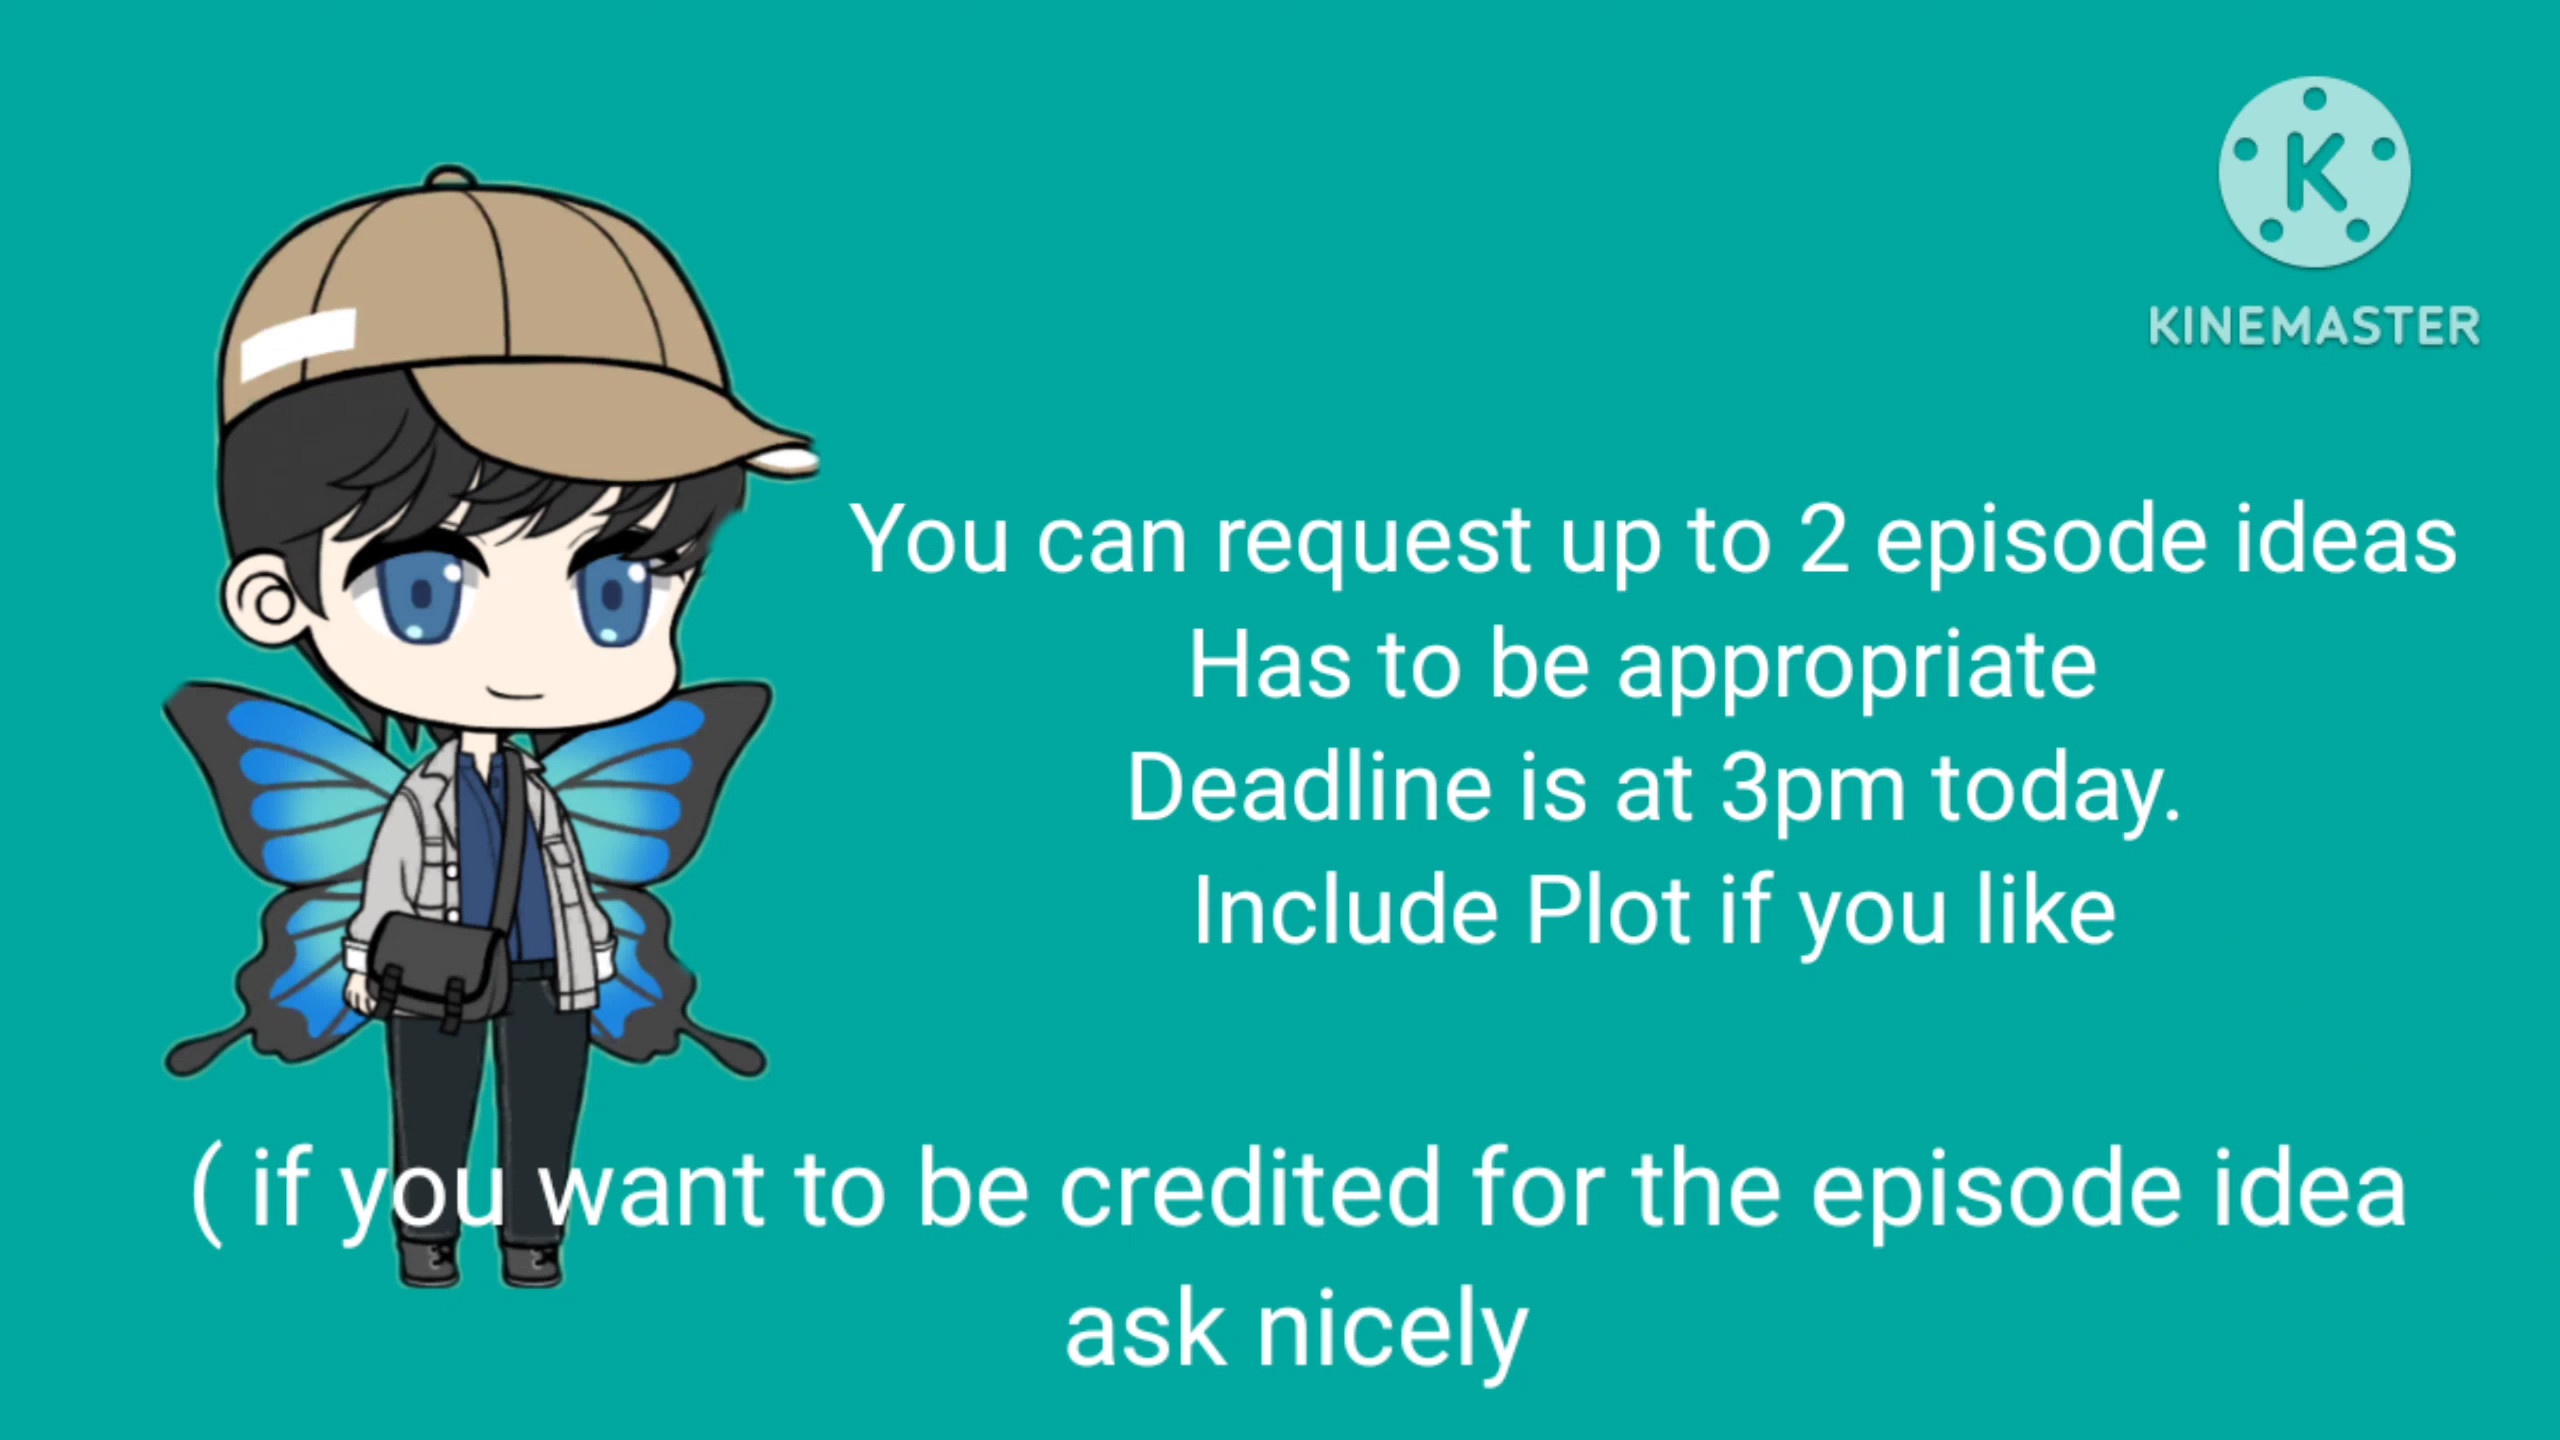 K
KINEMASTER
You can request up to 2 episode ideas
Has to be appropriate
Deadline is at 3pm today.
Include Plot if you like
( if you want to be credited for the episode idea
ask nicely